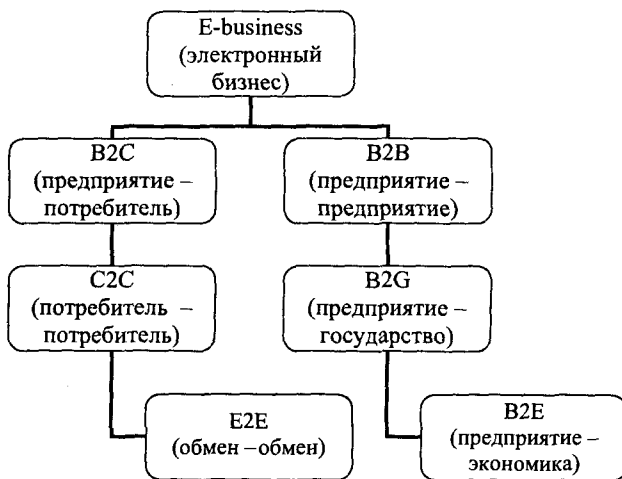 E-business
(электронный
бизнес)
B2C
(предприятие –
потребитель)
B2B
(предприятие –
предприятие)
C2C
(потребитель –
потребитель)
B2G
(предприятие –
государство)
E2E
(обмен –обмен)
B2E
(предприятие –
экономика)